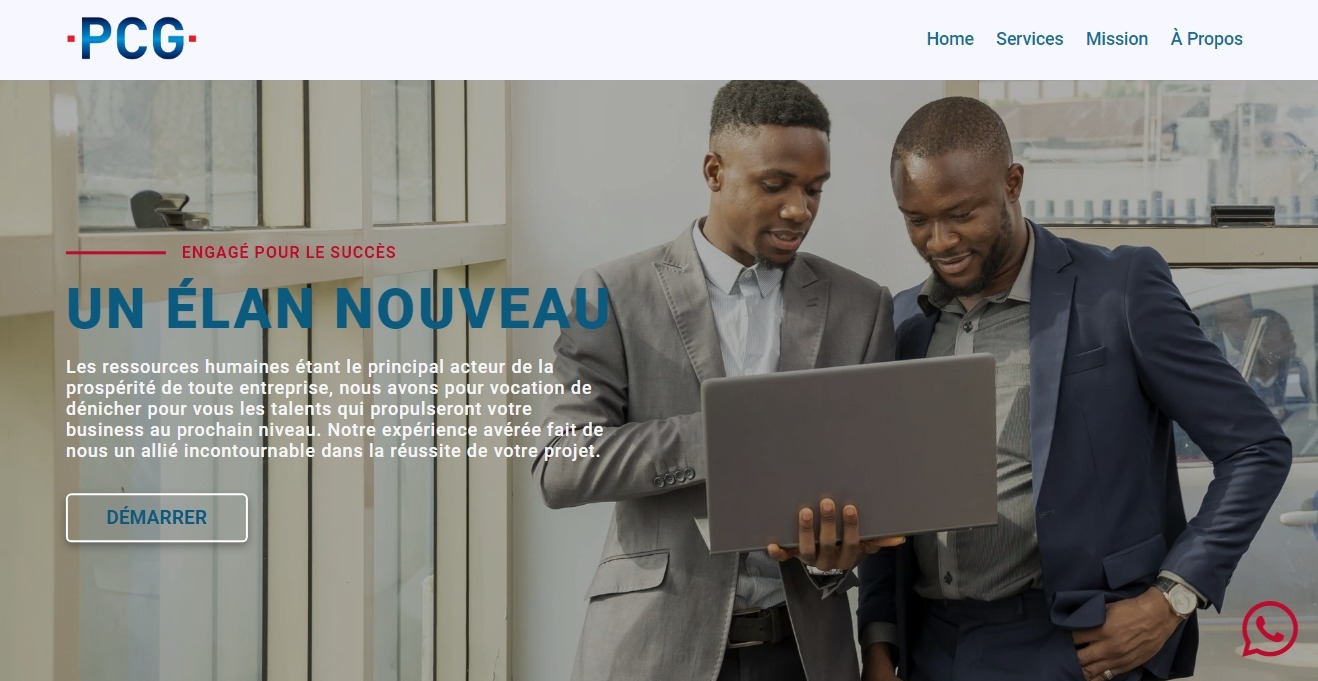 ·PCG·
Home Services Mission À Propos
ENGAGÉ POUR LE SUCCÈS
UN ÉLAN NOUVEAU
Les ressources humaines étant le principal acteur de la
prospérité de toute entreprise, nous avons pour vocation de
dénicher pour vous les talents qui propulseront votre
business au prochain niveau. Notre expérience avérée fait de
nous un allié incontournable dans la réussite de votre projet.
DÉMARRER